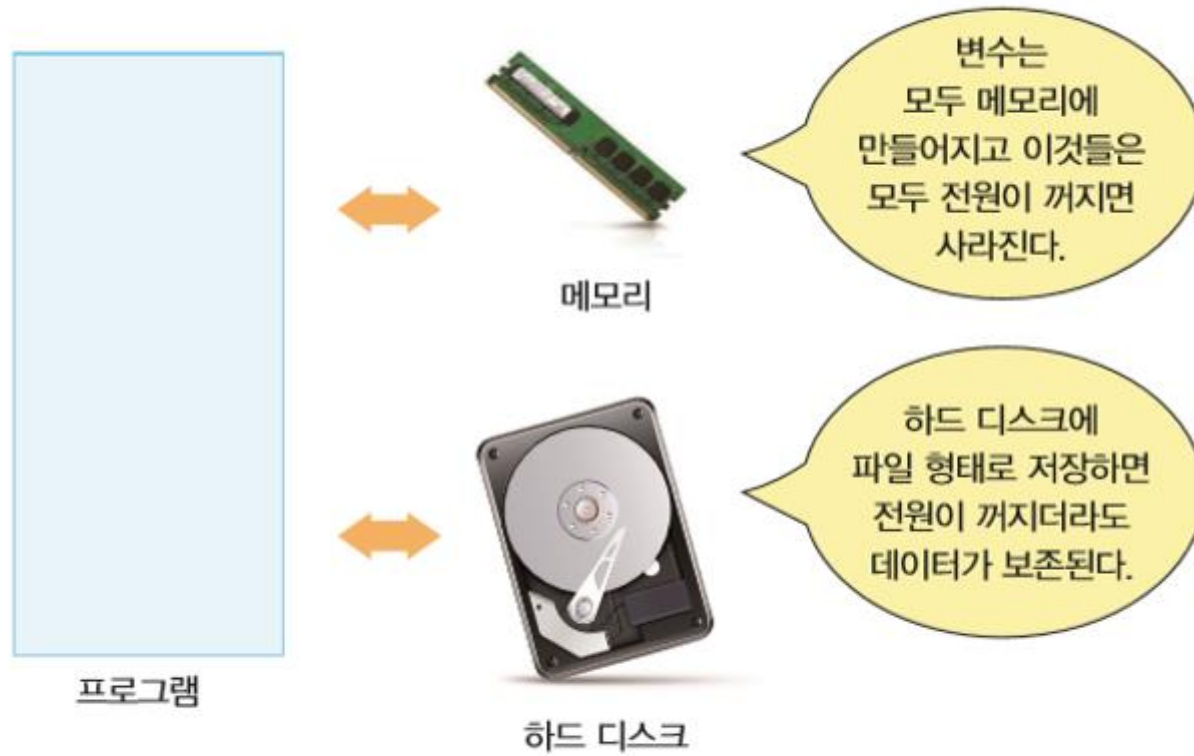 변수는
모두 메모리에
만들어지고 이것들은
모두 전원이 꺼지면
사라진다.
메모리
하드 디스크에
파일 형태로 저장하면
전원이 꺼지더라도
데이터가 보존된다.
프로그램
하드 디스크